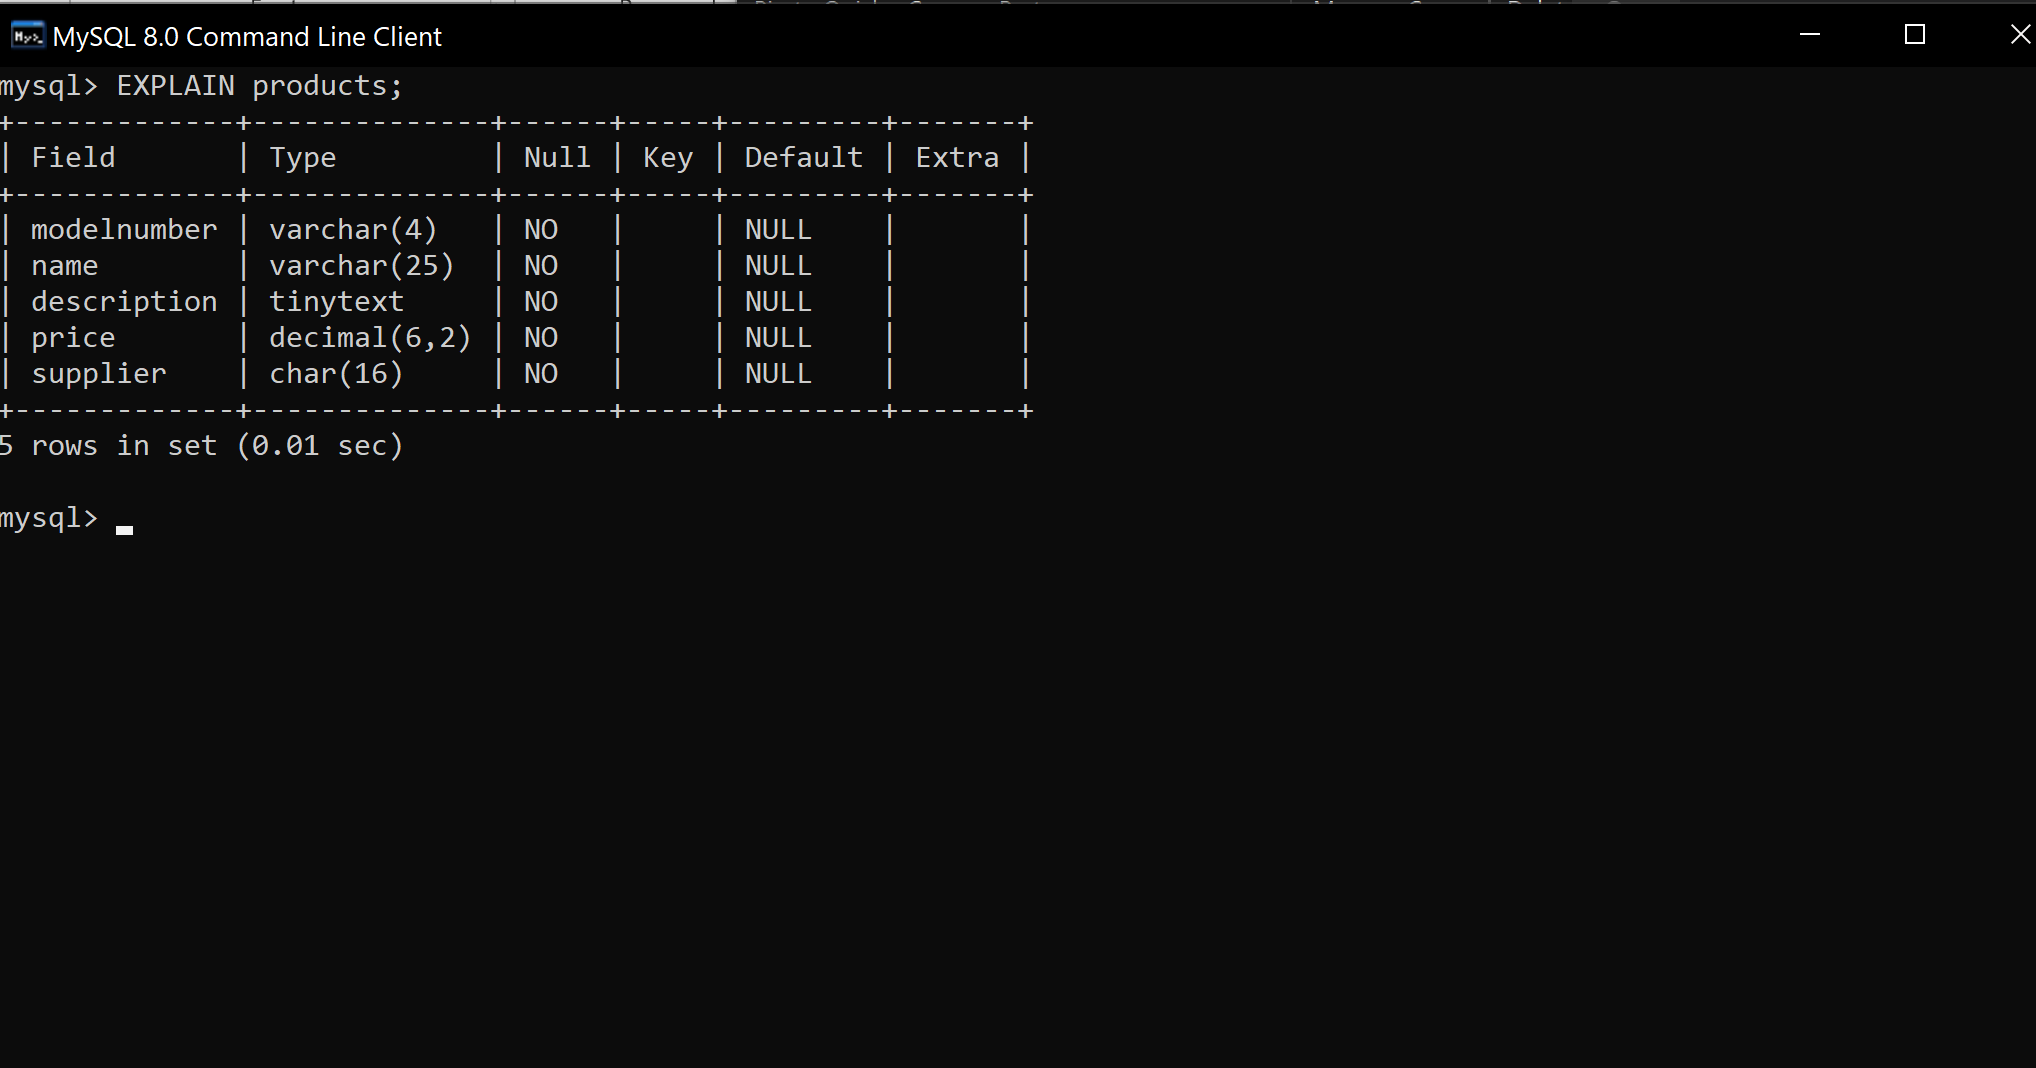 MySQL 8.0 Command Line Client
mysql> EXPLAIN products;
+-------------+--------------+------+-----+---------+-------+
| Field       | Type         | Null | Key | Default | Extra |
+-------------+--------------+------+-----+---------+-------+
| modelnumber | varchar(4)   | NO   |     | NULL    |       |
| name        | varchar(25)  | NO   |     | NULL    |       |
| description | tinytext     | NO   |     | NULL    |       |
| price       | decimal(6,2) | NO   |     | NULL    |       |
| supplier    | char(16)     | NO   |     | NULL    |       |
+-------------+--------------+------+-----+---------+-------+
5 rows in set (0.01 sec)
mysql>